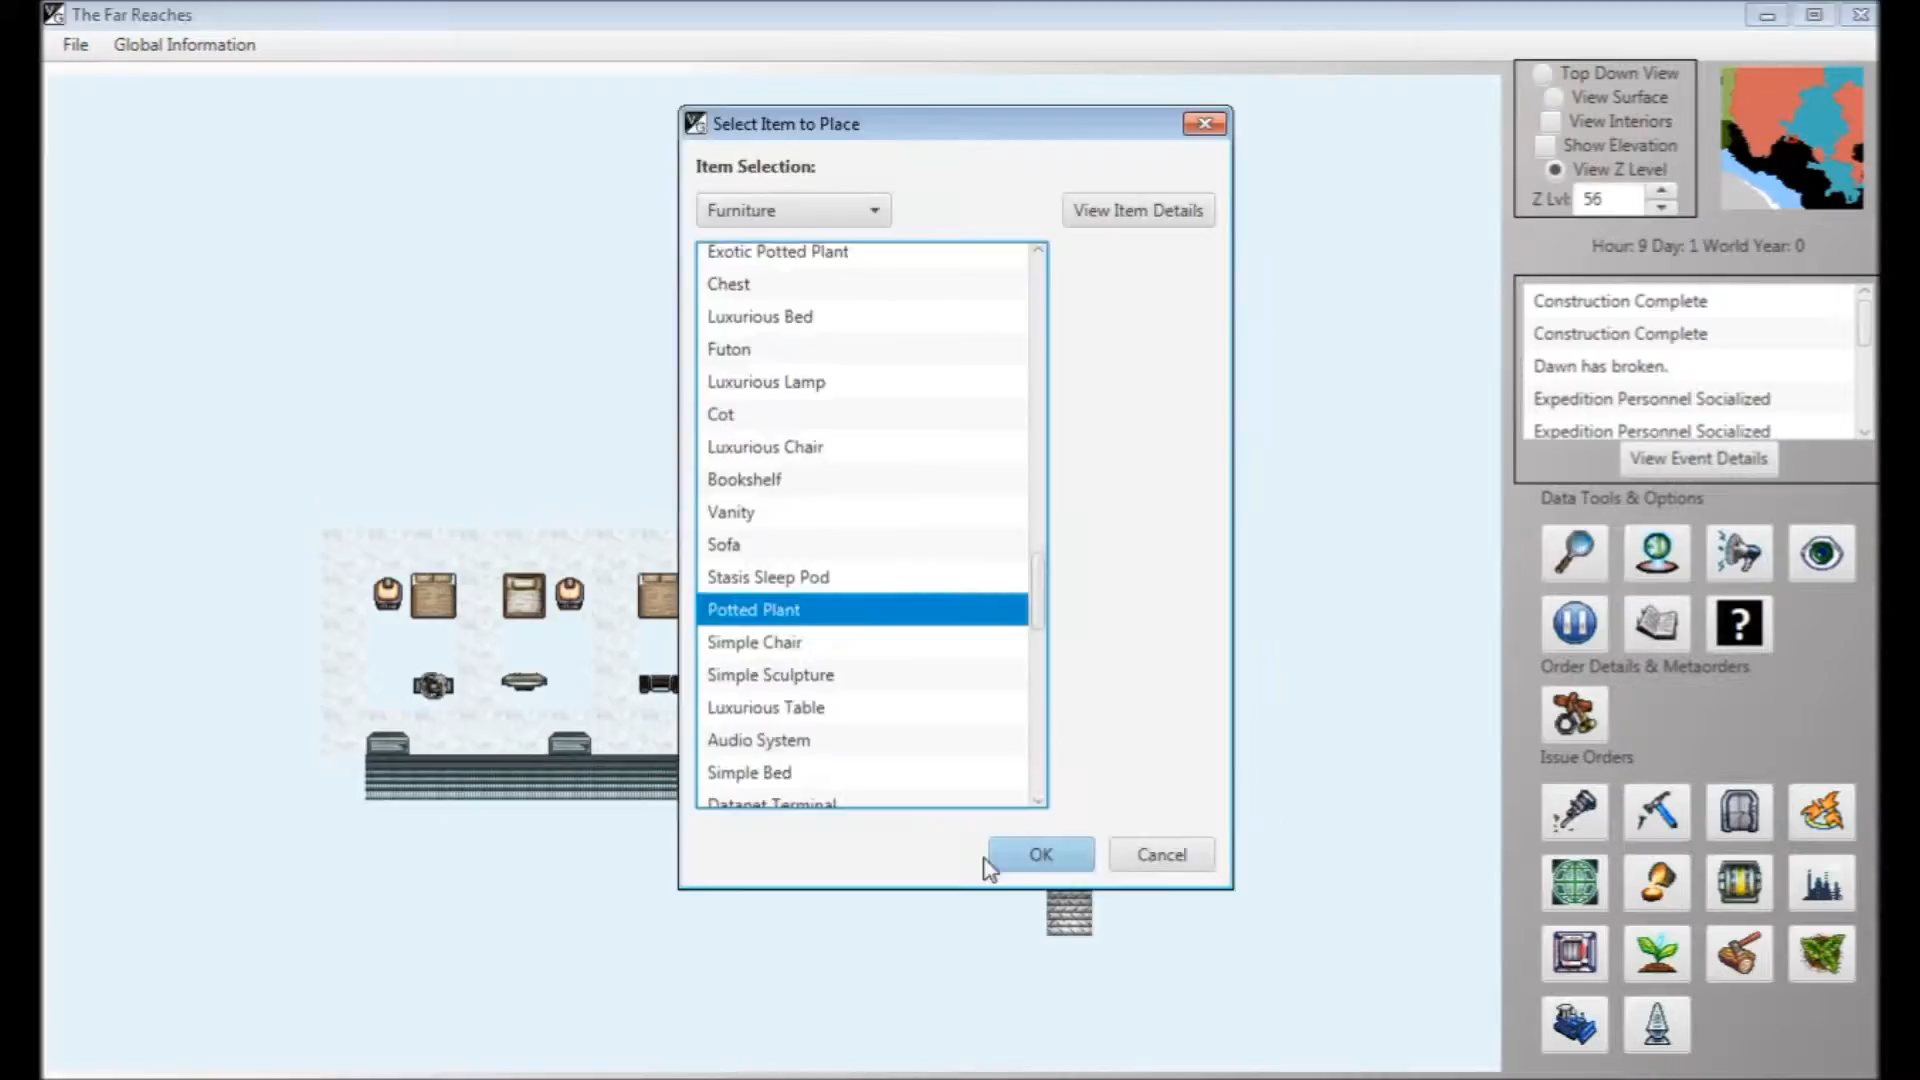 The Far Reaches
File
Global Information
Top Down View
View Surface
View Interiors
Show Elevation
View Z Level
Z Lvl: 56
Hour: 9 Day: 1 World Year: 0
Construction Complete
Construction Complete
Dawn has broken.
Expedition Personnel Socialized
Expedition Personnel Socialized
View Event Details
Data Tools & Options
?
Order Details & Metaorders
Issue Orders
Select Item to Place
Item Selection:
Furniture
View Item Details
Exotic Potted Plant
Chest
Luxurious Bed
Futon
Luxurious Lamp
Cot
Luxurious Chair
Bookshelf
Vanity
Sofa
Stasis Sleep Pod
Potted Plant
Simple Chair
Simple Sculpture
Luxurious Table
Audio System
Simple Bed
Datanet Terminal
OK
Cancel